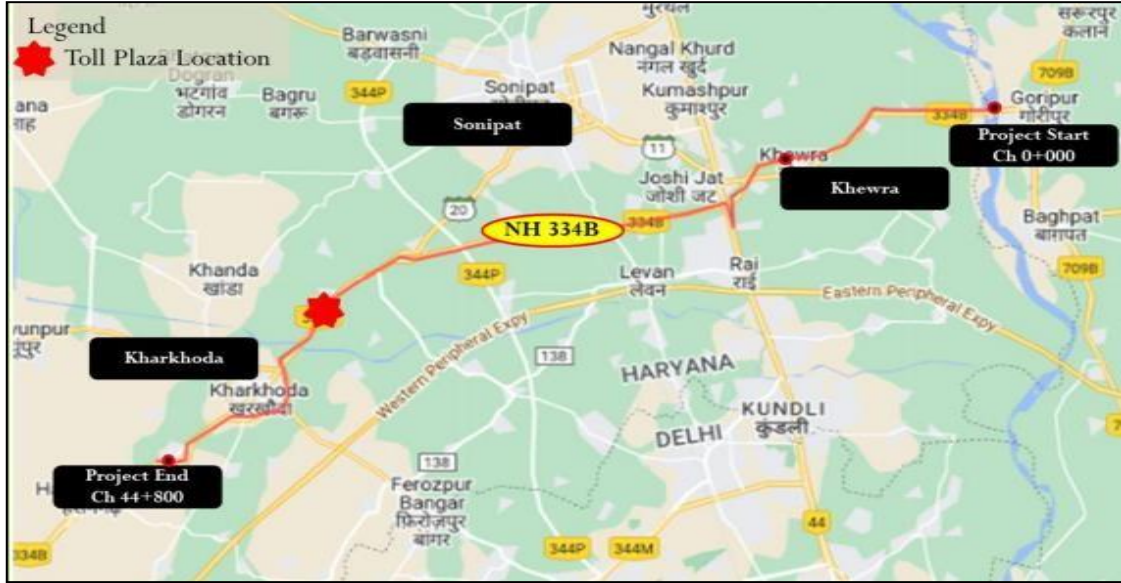 Legend
Toll Plaza Location
मुरथल
सरूरपुर
कलान
Barwasni
बड़वासनी
Nangal Khurd
नंगल खुर्द
709B
Dogran
भटगांव
डोगरन
Bagru
बगरू
344P
Sonipat
Kumashpur
कुमाशपुर
Goripur
गोरीपुर
334B
Project Start
Ch 0+000
Sonipat
11
Khewra
Khewra
Joshi Jat
जोशी जट
20
NH 334B
334B
Baghpat
बागपत
Khanda
खांडा
344P
Levan
लेवन
Rai
राई
709B
Eastern Peripheral Expy
Kharkhoda
Western Peripheral Expy
138
HARYANA
Kharkhoda
खरखौदा
KUNDLI
कुंडली
DELHI
Project End
Ch 44+800
138
Ferozpur
Bangar
फ़िरोज़पुर
बांगर
44
334B
344P
344M